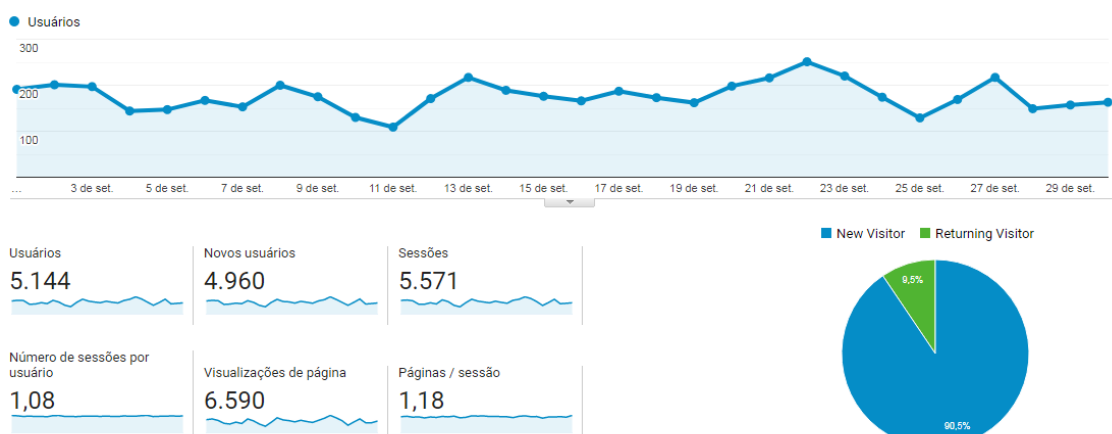 Usuários
300
200
100
...
3 de set.
5 de set.
7 de set.
9 de set.
11 de set.
13 de set.
15 de set.
17 de set.
19 de set.
21 de set.
23 de set.
25 de set.
27 de set.
29 de set.
New Visitor
Returning Visitor
Usuários
5.144
Novos usuários
4.960
Sessões
5.571
Número de sessões por
usuário
1,08
Visualizações de página
6.590
Páginas / sessão
1,18
9,5%
90,5%